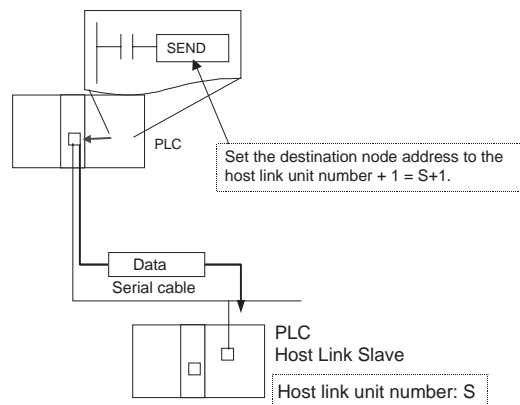 SEND
PLC
Set the destination node address to the
host link unit number + 1 = S+1.
Data
Serial cable
PLC
Host Link Slave
Host link unit number: S